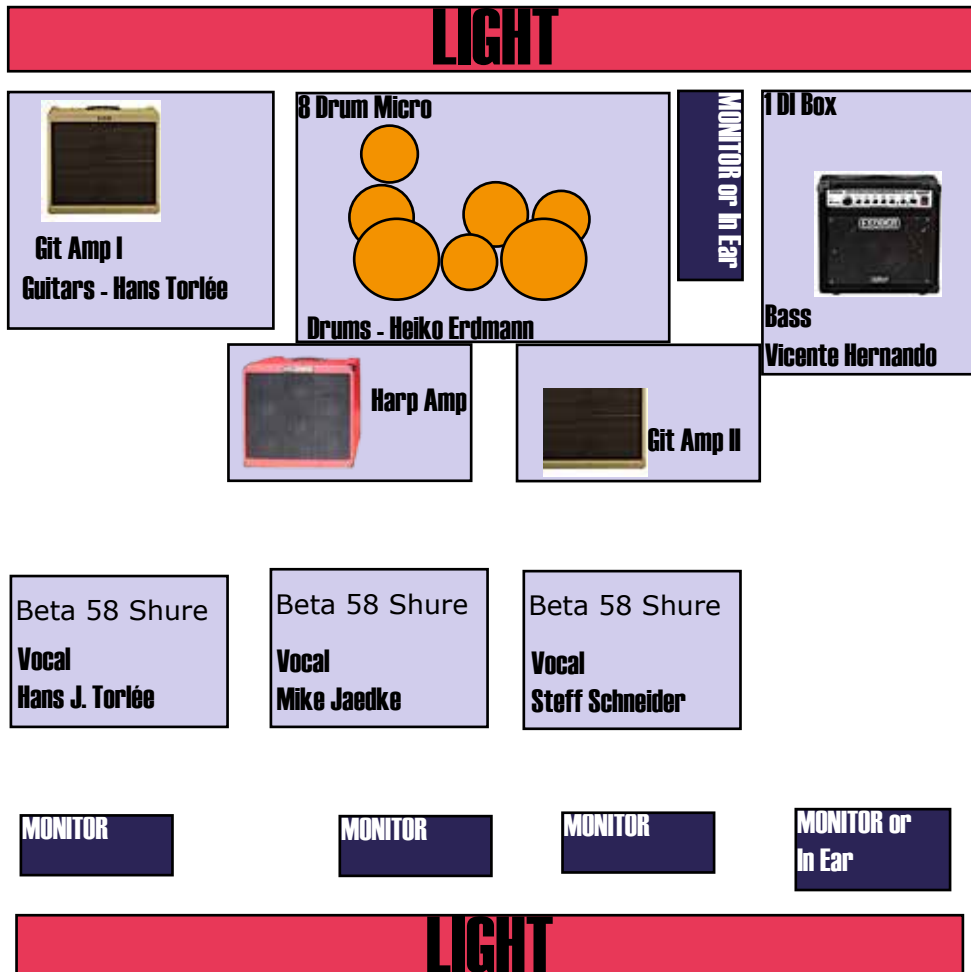 LIGHT
8 Drum Micro
MONITOR or In Ear
1 DI Box
Git Amp I
Guitars - Hans Torlée
Drums - Heiko Erdmann
Bass
Vicente Hernando
Harp Amp
Git Amp II
Beta 58 Shure
Vocal
Hans J. Torlée
Beta 58 Shure
Vocal
Mike Jaedke
Beta 58 Shure
Vocal
Steff Schneider
MONITOR
MONITOR
MONITOR
MONITOR or
In Ear
LIGHT